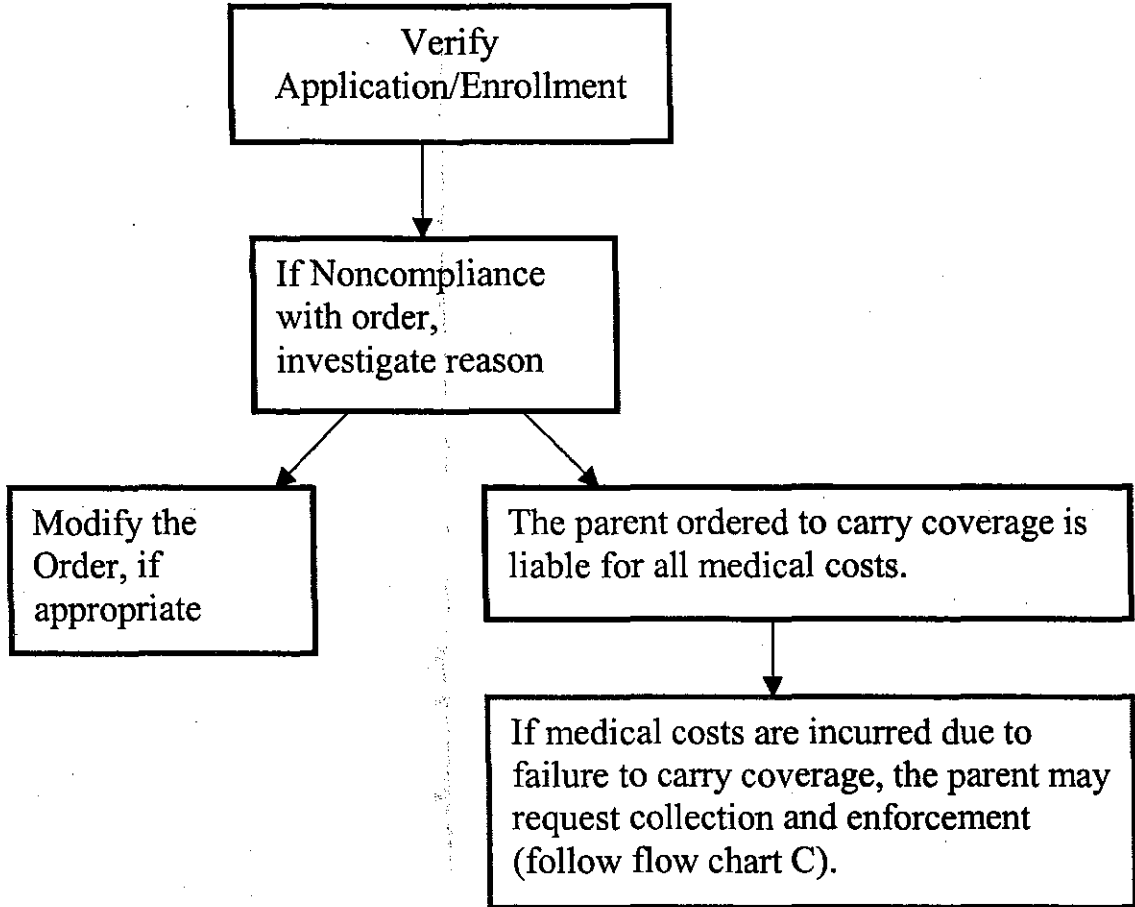 Verify
Application/Enrollment
If Noncompliance
with order,
investigate reason
Modify the
Order, if
appropriate
The parent ordered to carry coverage is
liable for all medical costs.
If medical costs are incurred due to
failure to carry coverage, the parent may
request collection and enforcement
(follow flow chart C).